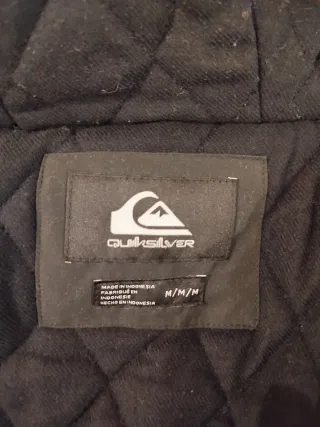 QUIKSILVER
MADE IN INDONESIA
FABRIQUÉ EN
INDONESIE
HECHO EN INDONESIA
M/M/M